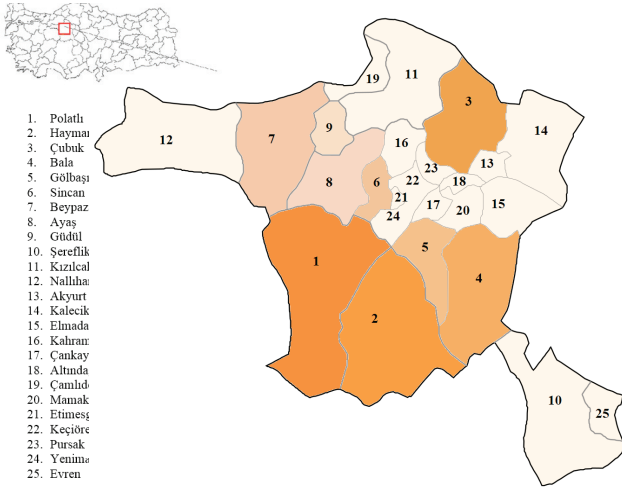 1. Polatlı
2. Hayman
3. Çubuk
4. Bala
5. Gölbaşı
6. Sincan
7. Beypaz
8. Ayaş
9. Güdül
10. Şereflik
11. Kızılcal
12. Nallıhan
13. Akyurt
14. Kalecik
15. Elmada
16. Kahram
17. Çankay
18. Altında
19. Çamlıde
20. Mamak
21. Etimesg
22. Keçiöre
23. Pursak
24. Yenima
25. Evren
11
19
3
9
14
7
12
16
13
23
8
6
22
18
21
17
15
20
24
5
1
4
2
10
25